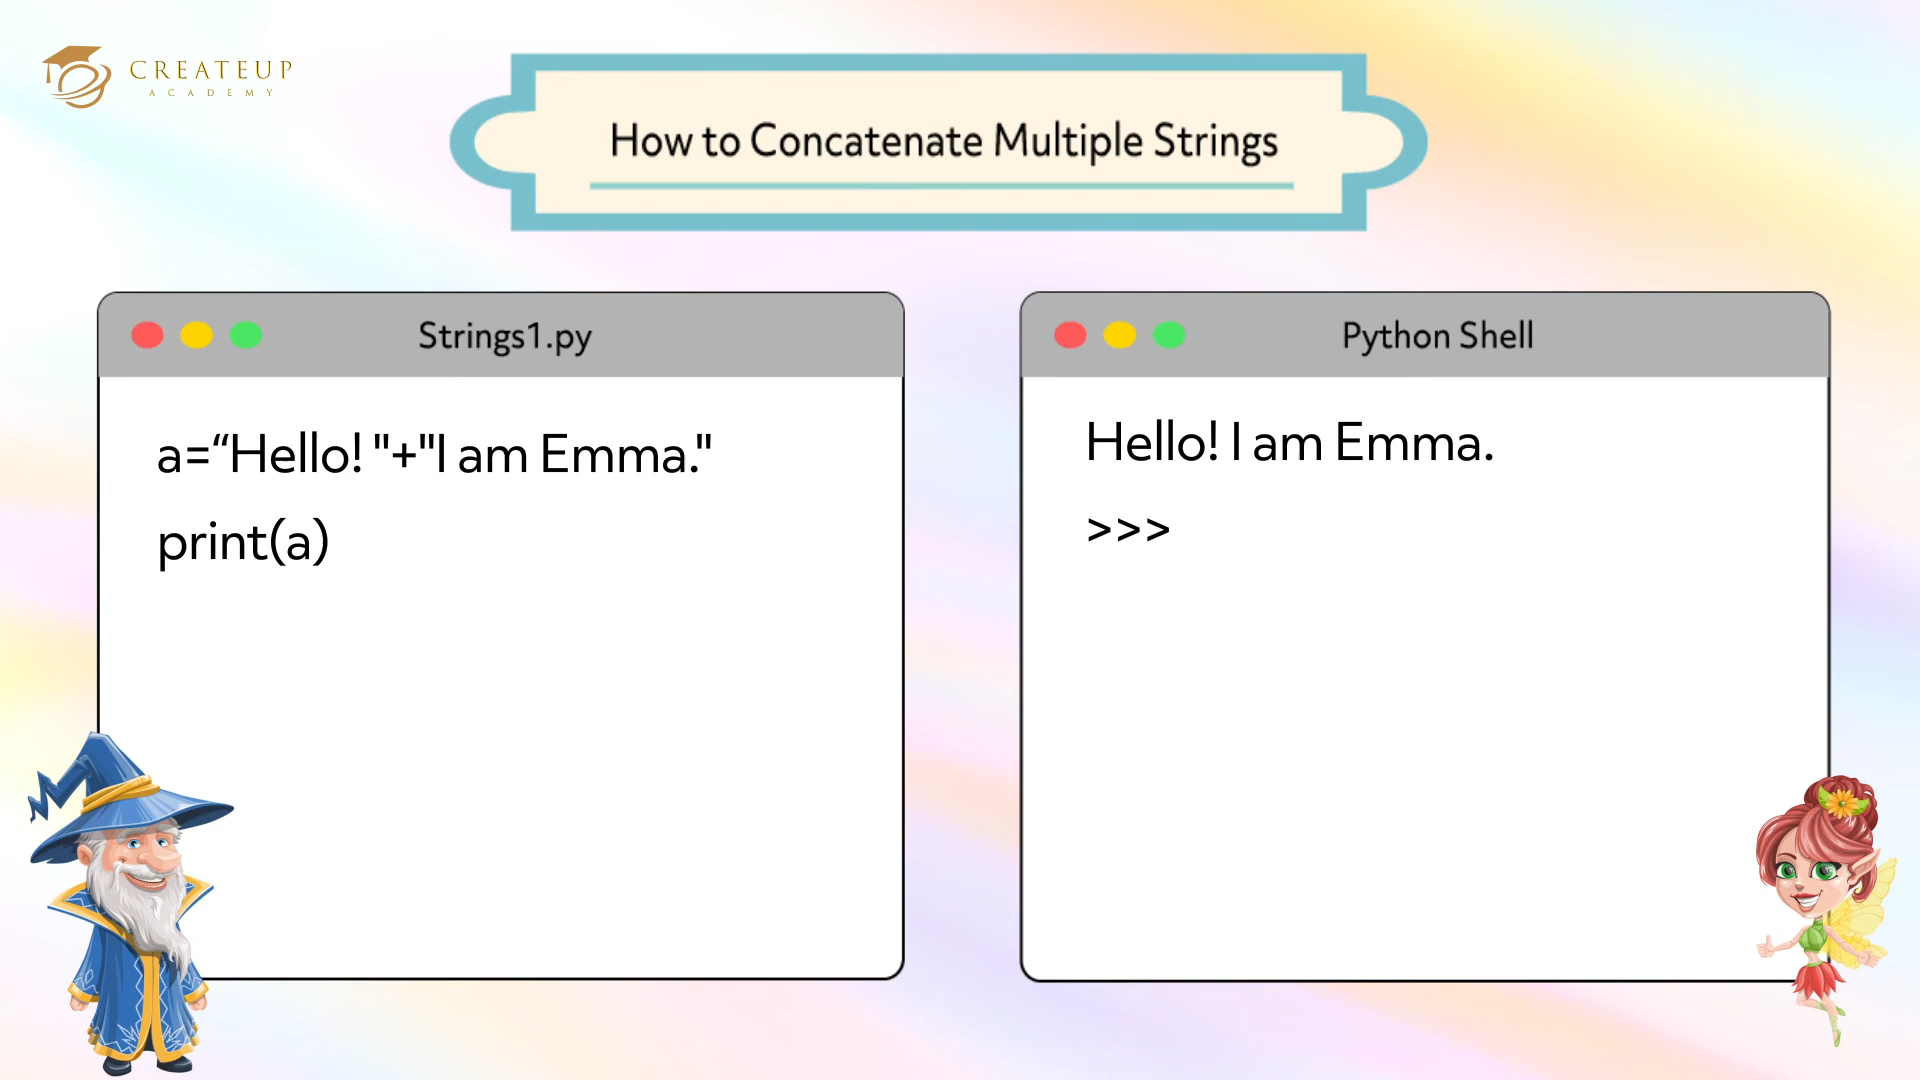 CREATEUP
ACADEMY
How to Concatenate Multiple Strings
Strings1.py
a=“Hello! "+"I am Emma."
print(a)
Python Shell
Hello! I am Emma.
>>>